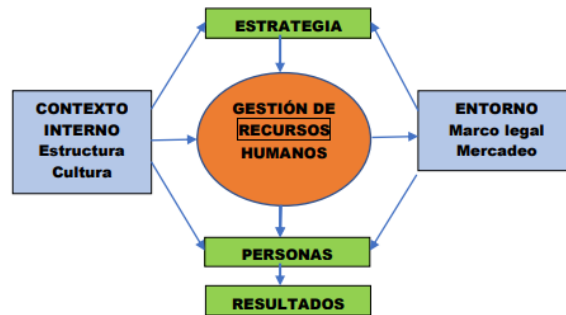 ESTRATEGIA
CONTEXTO
INTERNO
Estructura
Cultura
GESTIÓN DE
RECURSOS
HUMANOS
ENTORNO
Marco legal
Mercadeo
PERSONAS
RESULTADOS